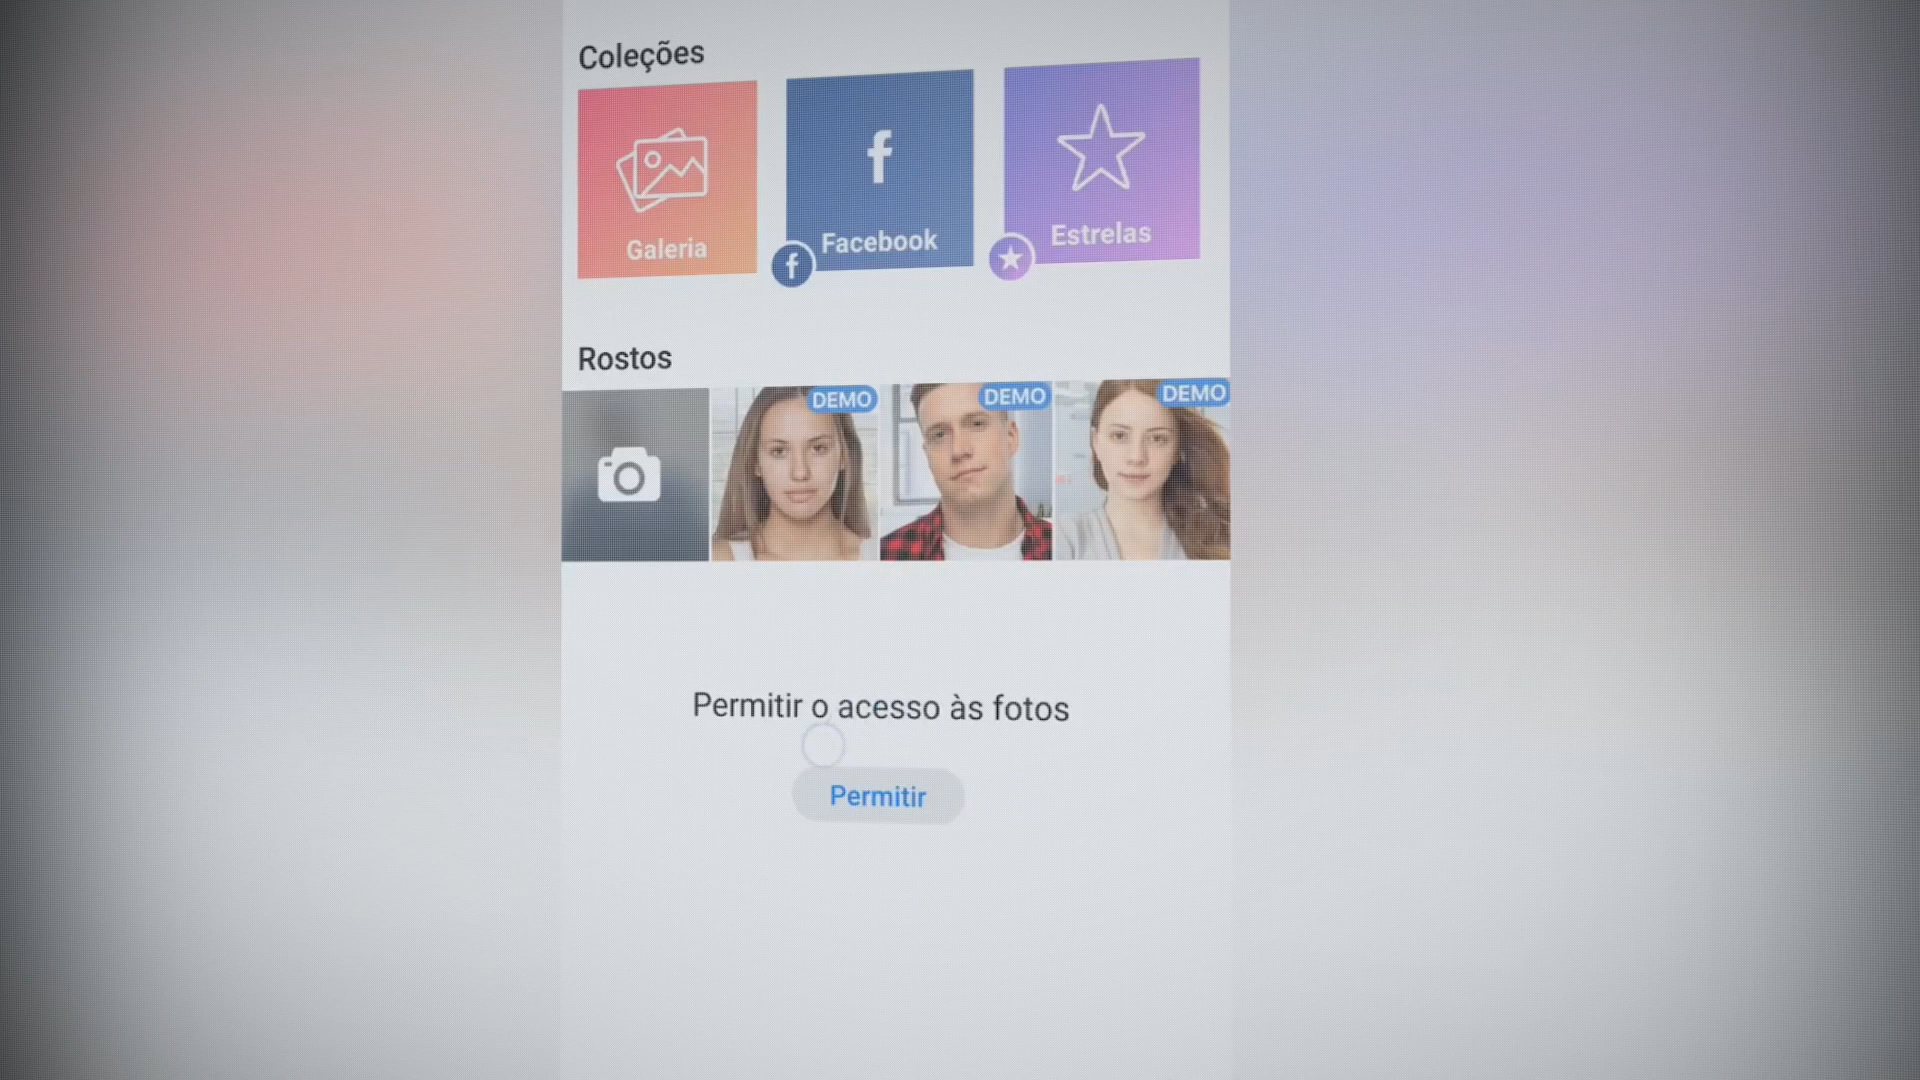 Coleções
Galeria
Facebook
Estrelas
Rostos
DEMO
DEMO
DEMO
Permitir o acesso às fotos
Permitir